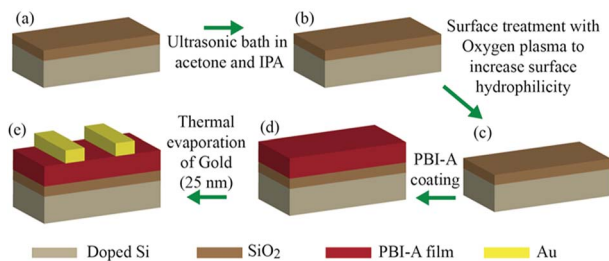 (a)
Ultrasonic bath in
acetone and IPA
(b)
Surface treatment with
Oxygen plasma to
increase surface
hydrophilicity
(c)
PBI-A
coating
(d)
Thermal
evaporation
of Gold
(25 nm)
(e)
Doped Si
SiO₂
PBI-A film
Au